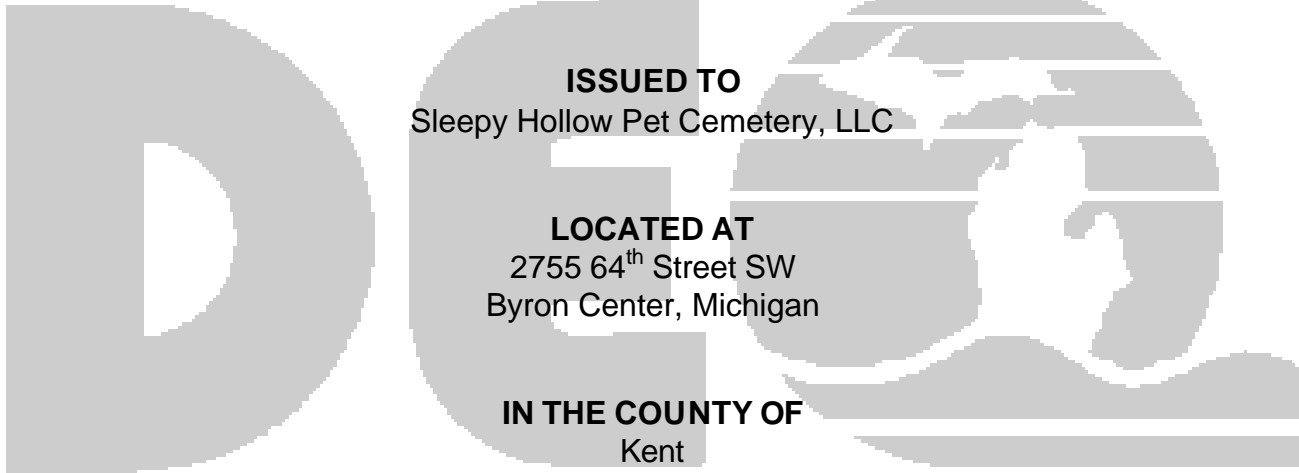 ISSUED TO
Sleepy Hollow Pet Cemetery, LLC
LOCATED AT
2755 64th Street SW
Byron Center, Michigan
IN THE COUNTY OF
Kent
DEQ